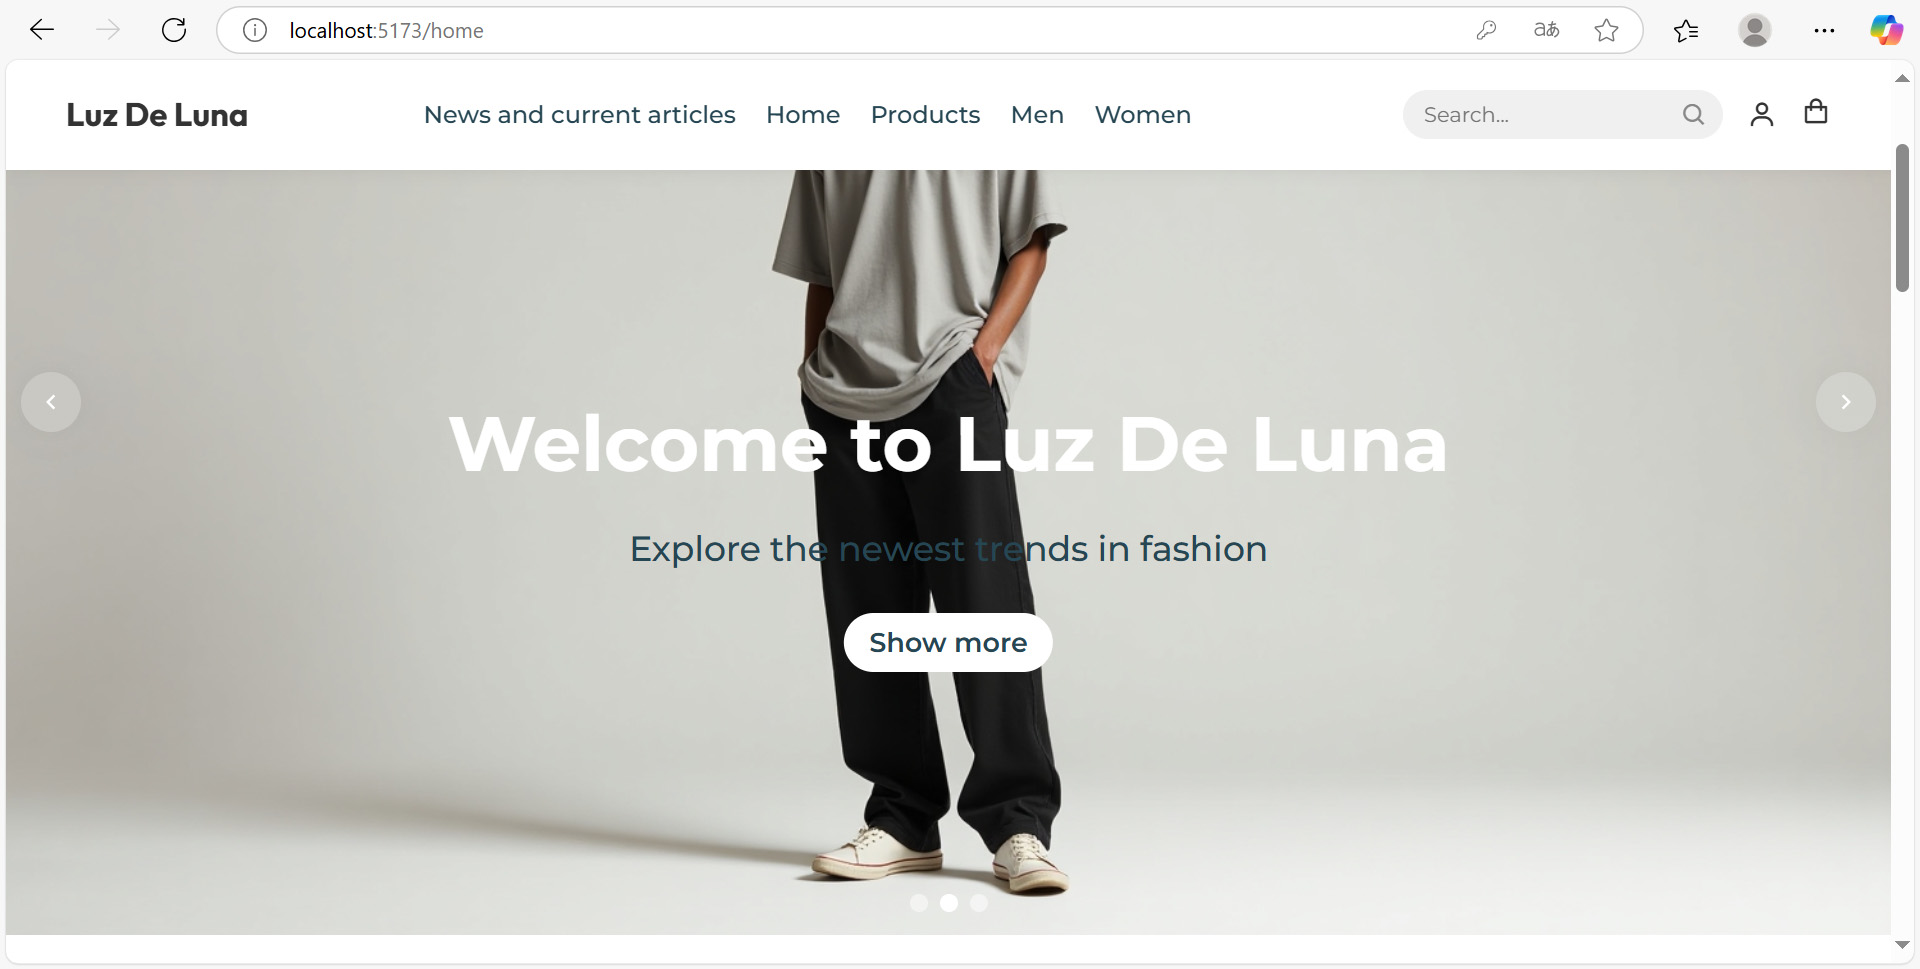 localhost:5173/home
Luz De Luna
News and current articles Home Products Men Women
Search...
Welcome to Luz De Luna
Explore the newest trends in fashion
Show more